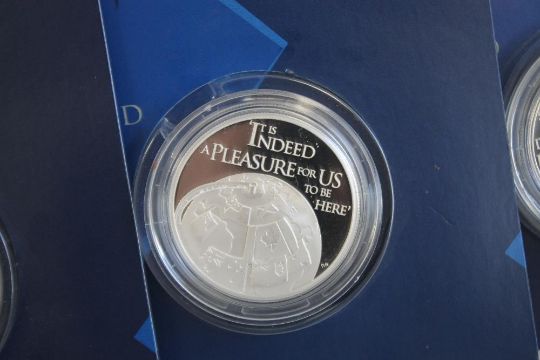 D
'IT IS
INDEED
A PLEASURE FOR US
TO BE
HERE'